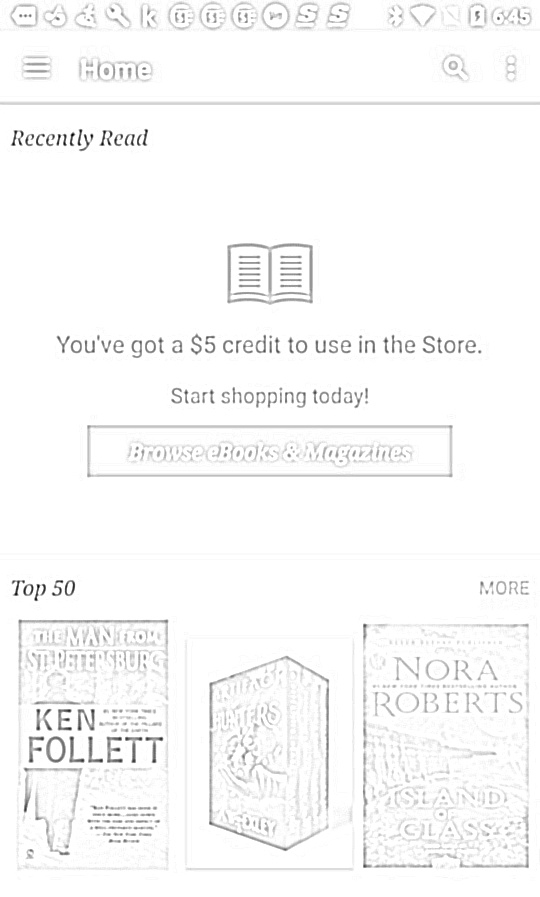 6:45
Home
Recently Read
You've got a $5 credit to use in the Store.
Start shopping today!
Browse eBooks & Magazines
Top 50
MORE
THE MAN FROM
ST. PETERSBURG
KEN
FOLLETT
NORA
ROBERTS
ISLAND
OF
GLASS